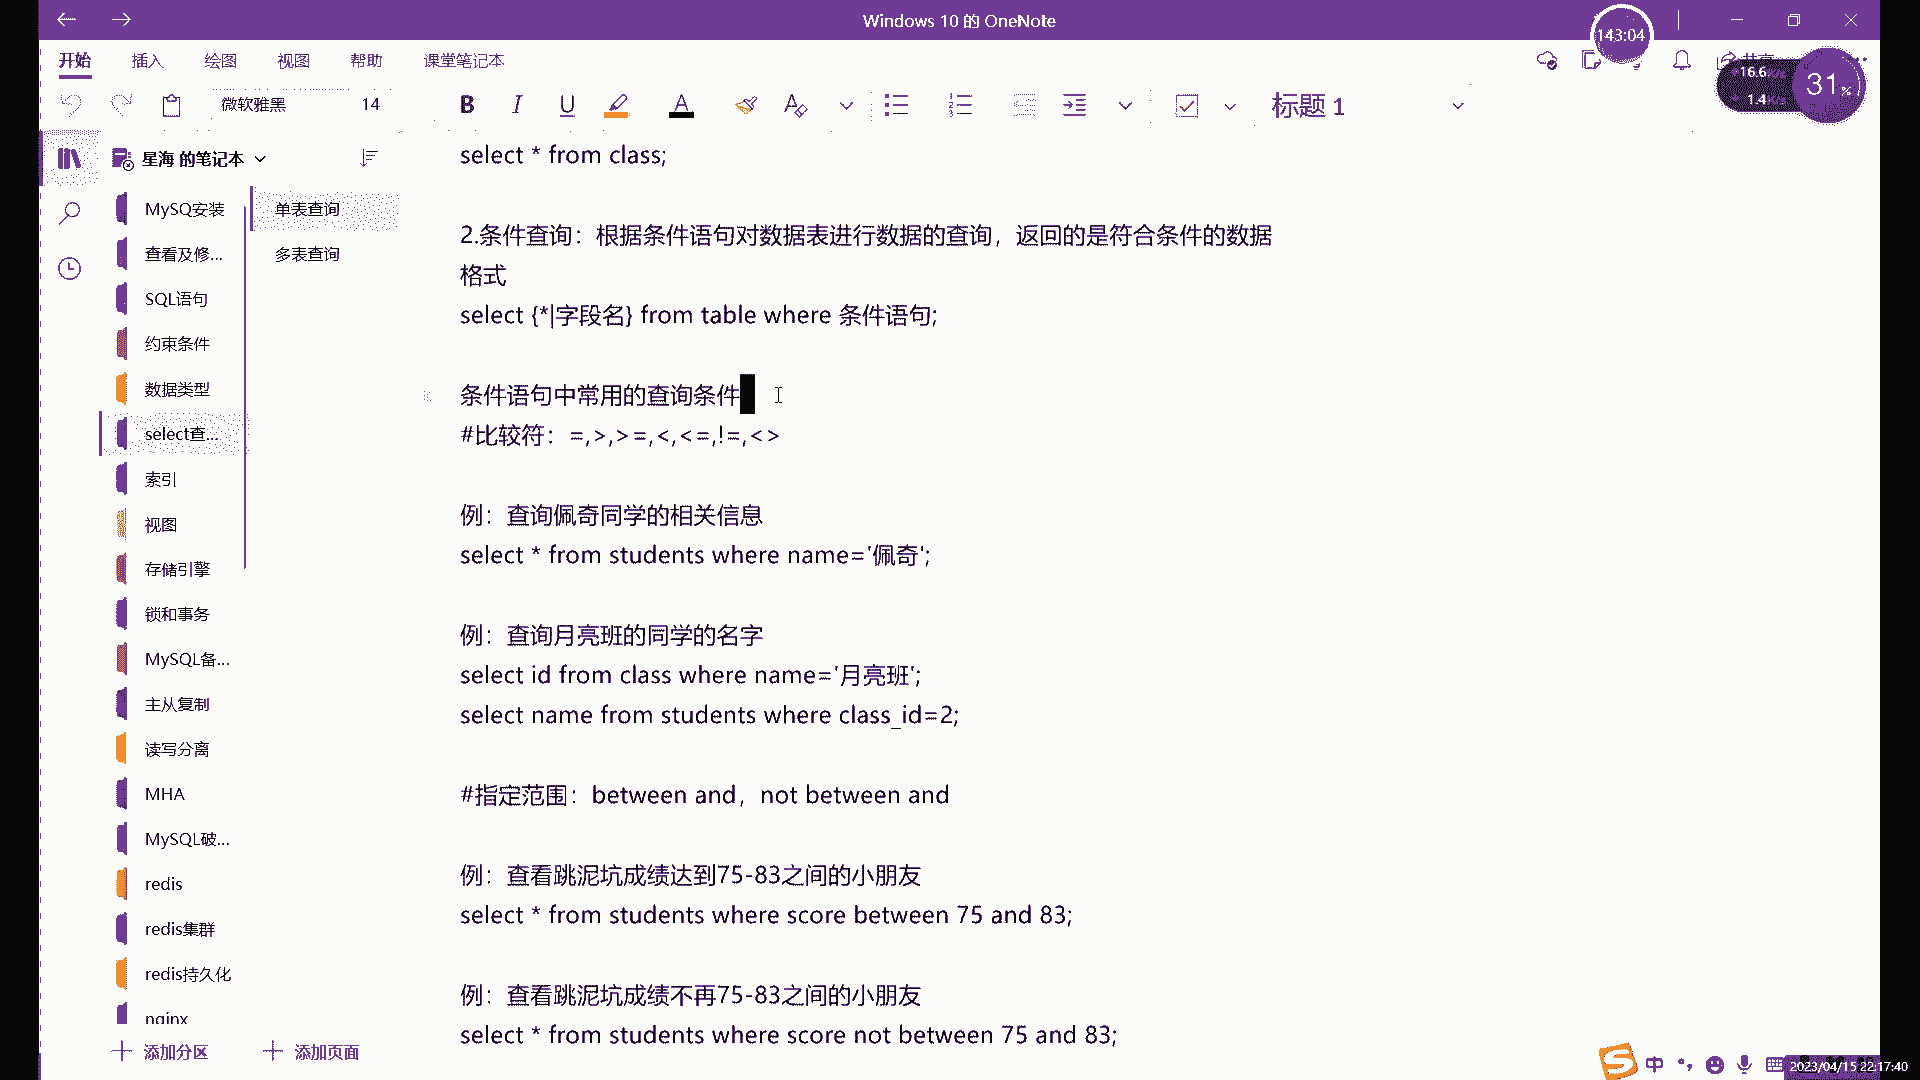 Windows 10 的 OneNote
143:04
开始 插入 绘图 视图 帮助 课堂笔记本
共享
16.6
1.4
31%
微软雅黑 14 B I U A A 标题 1
星海 的笔记本
MySQ安装
查看及修...
SQL语句
约束条件
数据类型
select查...
索引
视图
存储引擎
锁和事务
MySQL备...
主从复制
读写分离
MHA
MySQL破...
redis
redis集群
redis持久化
nginx
添加分区
单表查询
多表查询
添加页面
select * from class;
2.条件查询：根据条件语句对数据表进行数据的查询，返回的是符合条件的数据
格式
select {*|字段名} from table where 条件语句;
条件语句中常用的查询条件
#比较符：=,>,>=,<,<=,!=,<>
例：查询佩奇同学的相关信息
select * from students where name='佩奇';
例：查询月亮班的同学的名字
select id from class where name='月亮班';
select name from students where class_id=2;
#指定范围：between and，not between and
例：查看跳泥坑成绩达到75-83之间的小朋友
select * from students where score between 75 and 83;
例：查看跳泥坑成绩不再75-83之间的小朋友
select * from students where score not between 75 and 83;
中
2023/04/15 22:17:40